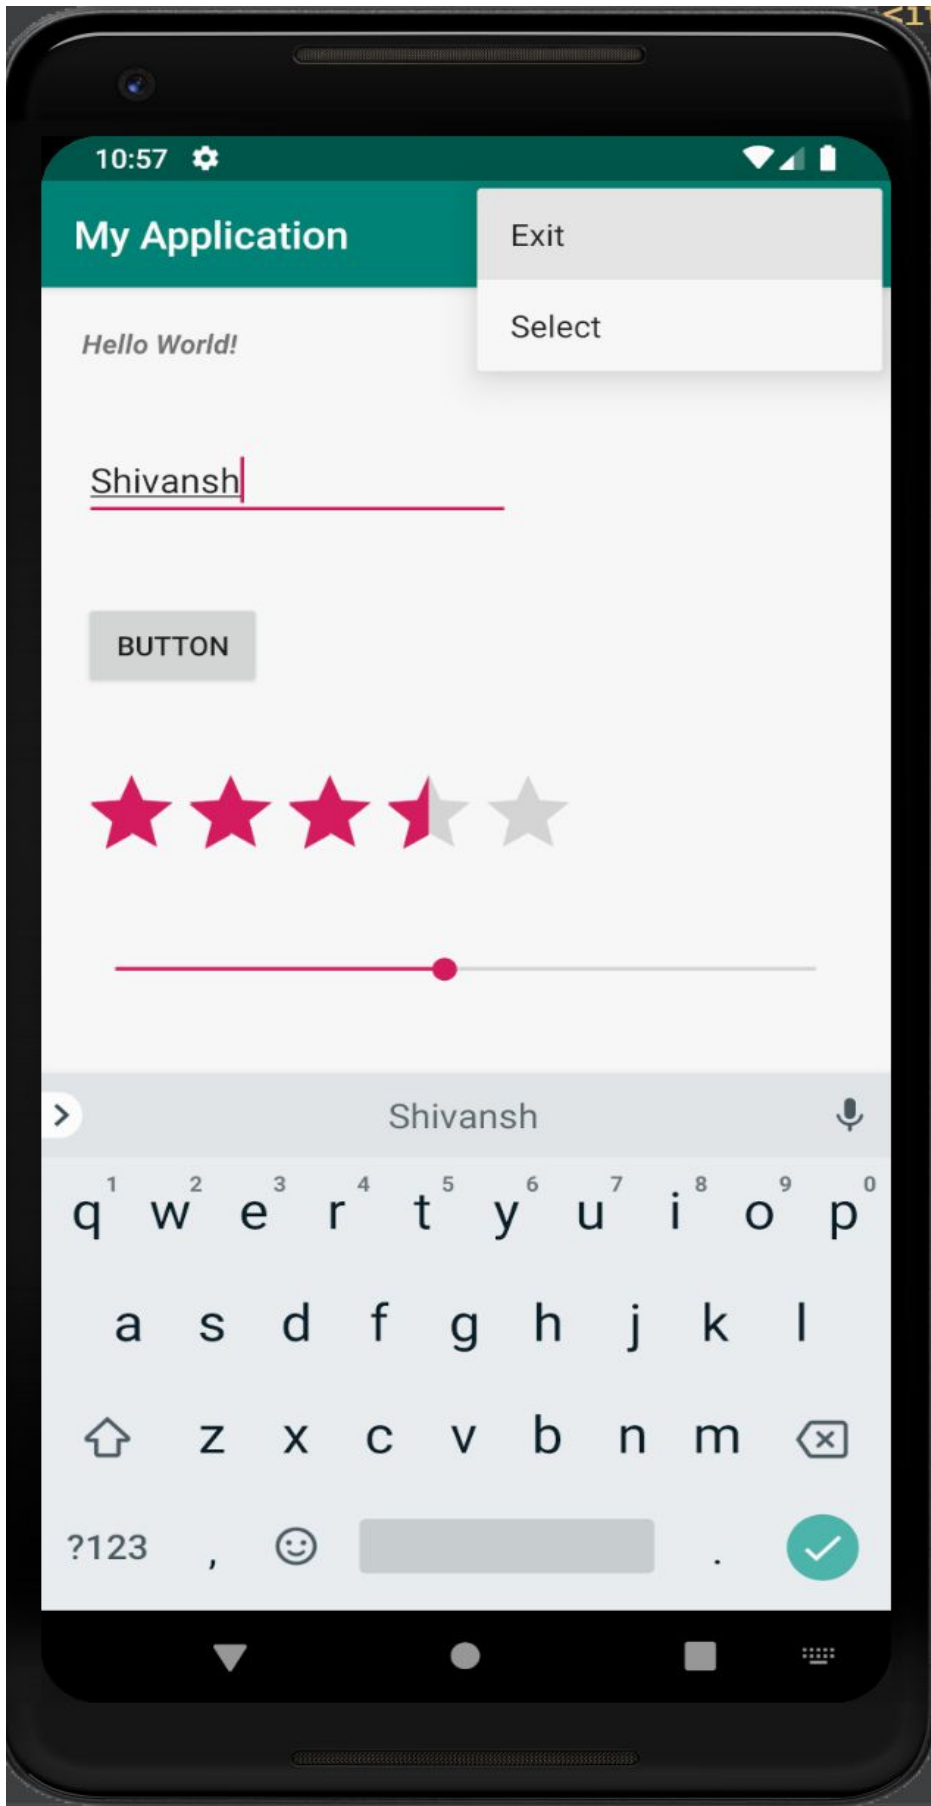 <it
10:57
My Application
Exit
Select
Hello World!
Shivansh
BUTTON
Shivansh
1 2 3 4 5 6 7 8 9 0
q w e r t y u i o p
a s d f g h j k l
z x c v b n m
?123 , .